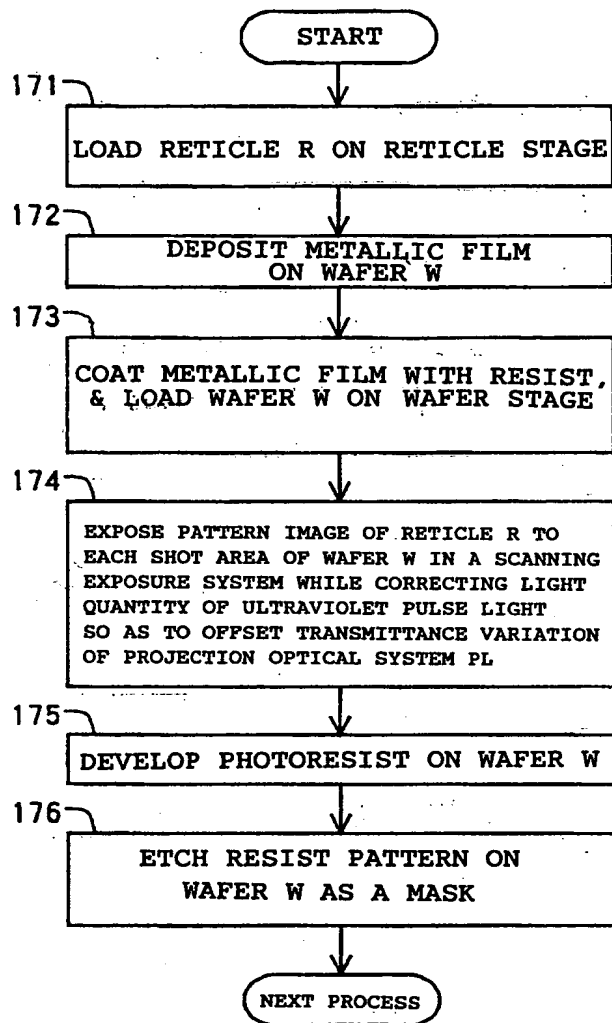 START
171
LOAD RETICLE R ON RETICLE STAGE
172
DEPOSIT METALLIC FILM
ON WAFER W
173
COAT METALLIC FILM WITH RESIST,
& LOAD WAFER W ON WAFER STAGE
174
EXPOSE PATTERN IMAGE OF RETICLE R TO
EACH SHOT AREA OF WAFER W IN A SCANNING
EXPOSURE SYSTEM WHILE CORRECTING LIGHT
QUANTITY OF ULTRAVIOLET PULSE LIGHT
SO AS TO OFFSET TRANSMITTANCE VARIATION
OF PROJECTION OPTICAL SYSTEM PL
175
DEVELOP PHOTORESIST ON WAFER W
176
ETCH RESIST PATTERN ON
WAFER W AS A MASK
NEXT PROCESS